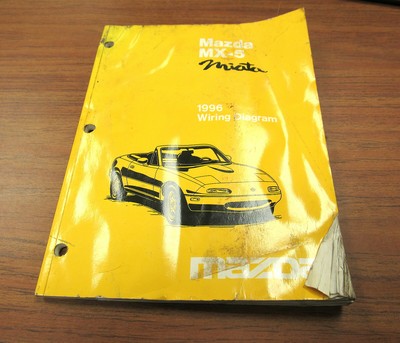 Mazda
MX-5
Miata
1996
Wiring Diagram
mazda